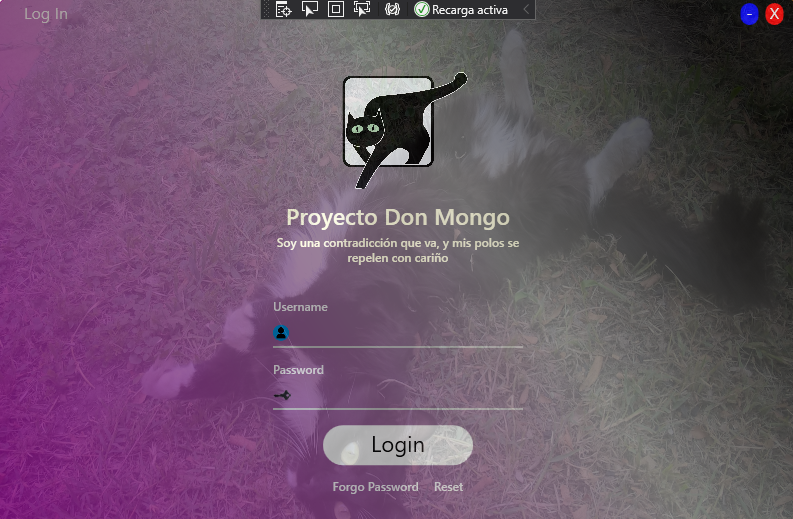 Log In
Recarga activa
-
X
Proyecto Don Mongo
Soy una contradicción que va, y mis polos se
repelen con cariño
Username
Password
Login
Forgo Password Reset